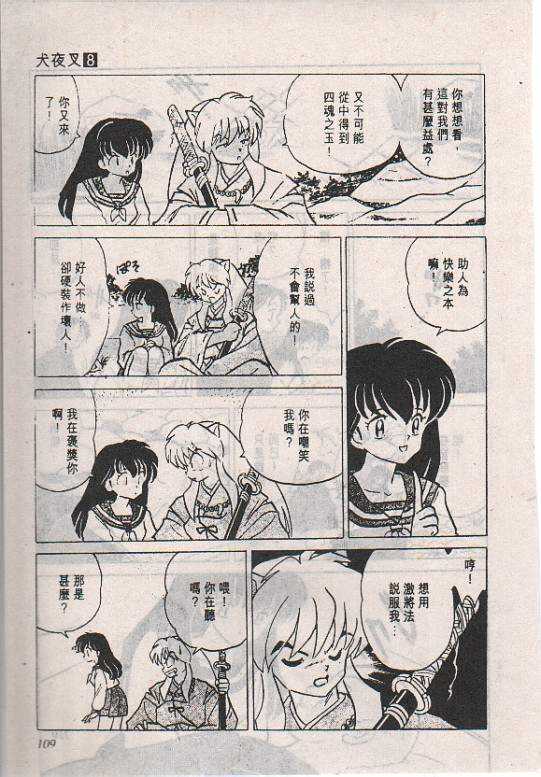 犬夜叉 8
你想想看，
這對我們
有甚麼益處？
又不可能
從中得到
四魂之玉！
你又來
了！
助人為
快樂之本
嘛！
我說過
不會幫人的！
ぼそ
好人不做
卻硬裝作壞人！
你在嘲笑
我嗎？
我在褒獎你
啊！
哼！
想用
激將法
説服我…
喂！
你在聽
嗎？
那是
甚麼？
109